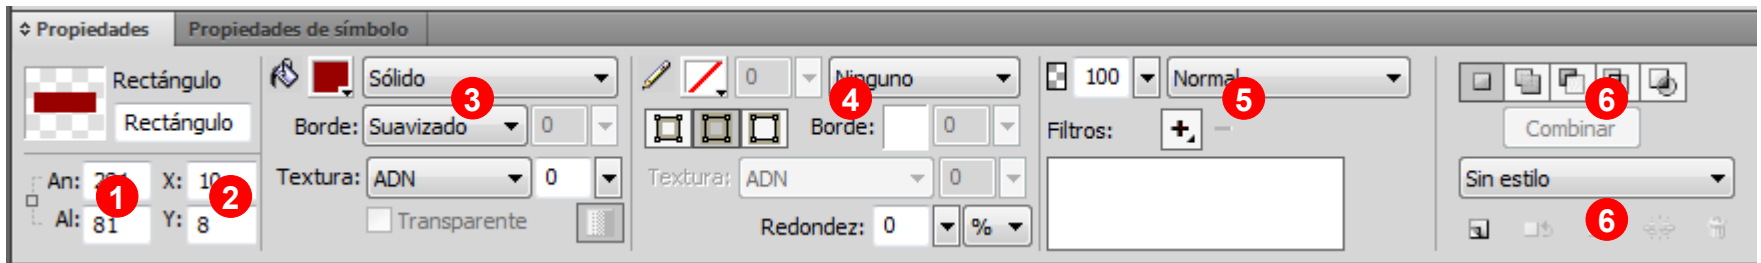 Propiedades Propiedades de símbolo
Rectángulo Sólido 0 Ninguno 100 Normal
3 4 5 6
Rectángulo Borde: Suavizado 0 Borde: 0 Filtros: Combinar
An: X: 10 Textura: ADN 0 Textura: ADN 0 Sin estilo
1 2
Al: 81 Y: 8 Transparente Redondez: 0 % 6